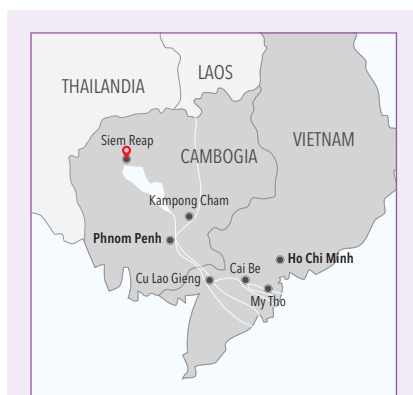 LAOS
THAILANDIA
VIETNAM
Siem Reap
CAMBOGIA
Kampong Cham
Phnom Penh
Ho Chi Minh
Cai Be
Cu Lao Gieng
My Tho